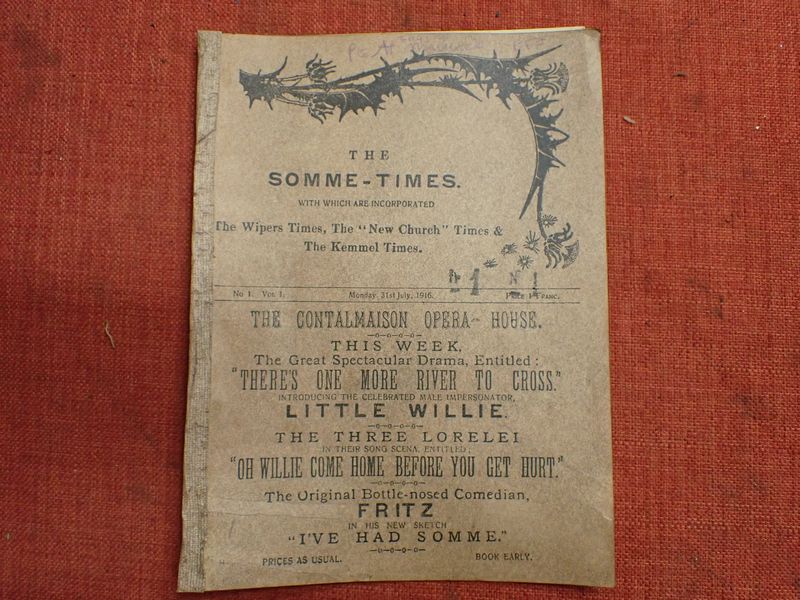 THE
SOMME-TIMES.
WITH WHICH ARE INCORPORATED
The Wipers Times, The "New Church" Times &
The Kemmel Times.
No 1. Vol 1. Monday, 31st July, 1916. Price 1 Franc.
THE CONTALMAISON OPERA HOUSE.
THIS WEEK,
The Great Spectacular Drama, Entitled:
"THERE'S ONE MORE RIVER TO CROSS."
INTRODUCING THE CELEBRATED MALE IMPERSONATOR,
LITTLE WILLIE.
THE THREE LORELEI
IN THEIR SONG SCENA, ENTITLED;
"OH WILLIE COME HOME BEFORE YOU GET HURT."
The Original Bottle-nosed Comedian,
FRITZ
IN HIS NEW SKETCH
"I'VE HAD SOMME."
PRICES AS USUAL. BOOK EARLY.